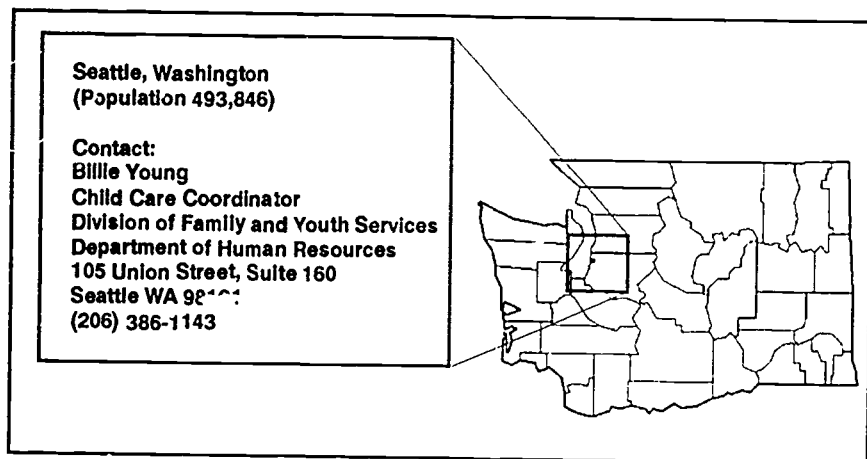 Seattle, Washington
(Population 493,846)
Contact:
Billie Young
Child Care Coordinator
Division of Family and Youth Services
Department of Human Resources
105 Union Street, Suite 160
Seattle WA
(206) 386-1143